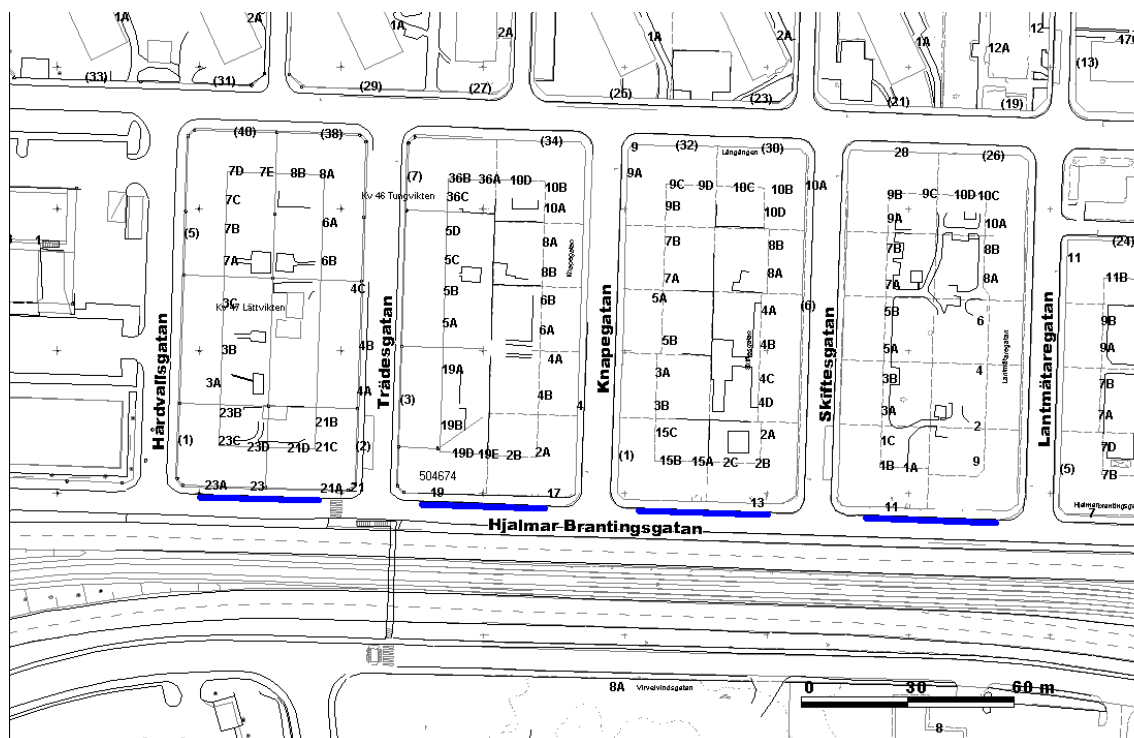 1A
2A
1A
2A
1A
2A
1A
12
12A
47
(13)
(33)
(31)
(29)
(27)
(25)
(23)
(21)
(19)
(40)
(38)
(34)
9
(32)
Långängen
(30)
28
(26)
7D
7E
8B
8A
(7)
36B
36A
10D
10B
9A
9C
9D
10C
10B
10A
9B
9C
10D
10C
7C
Kv 46 Tungvikten
36C
10A
9B
10D
9A
10A
6A
(5)
7B
5D
8A
Knapegatan
7B
8B
7B
8B
(24)
1
7A
6B
5C
8B
7A
8A
7A
8A
11
11B
3C
Kv 47 Lättvikten
4C
5B
6B
5A
4A
(6)
5B
6
9B
Hårdvallsgatan
Trädesgatan
Knapegatan
Skiftesgatan
Lantmätaregatan
5A
6A
3B
4B
5B
4B
Skiftesgatan
5A
Lantmätaregatan
9A
19A
4A
3A
4C
3B
4
7B
3A
4A
(3)
4B
4
3B
4D
3A
7A
23B
21B
19B
15C
2A
1C
2
7D
(1)
23C
23D
21D
21C
(2)
19D
19E
2B
2A
(1)
15B
15A
2C
2B
1B
1A
9
(5)
7B
504674
23A
23
21A
21
19
17
13
11
Hjalmar Brantingsgatan
7
8A
Virvelvindsgatan
0
30
60 m
8